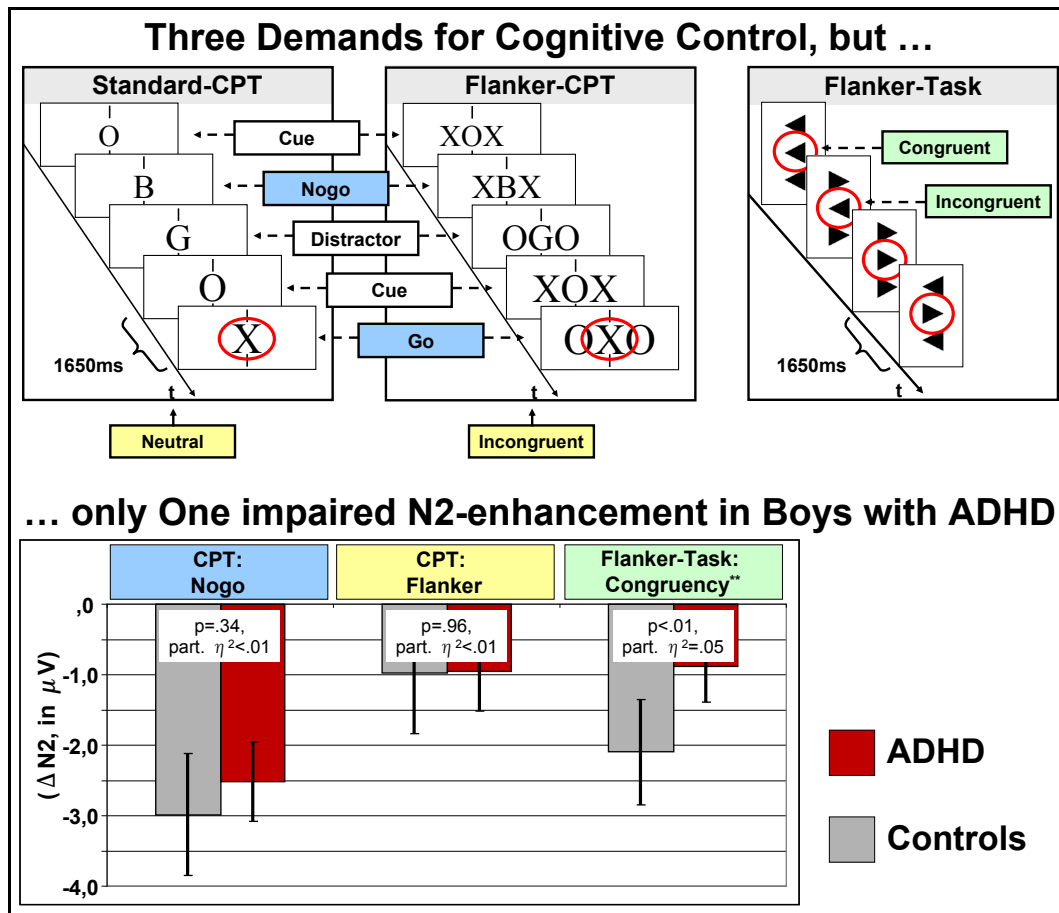 Three Demands for Cognitive Control, but …
Standard-CPT
Flanker-CPT
Flanker-Task
O
Cue
XOX
B
Nogo
XBX
G
Distractor
OGO
O
Cue
XOX
X
Go
OXO
1650ms
t
t
Neutral
Incongruent
◀
◀
◀
Congruent
▶
◀
▶
Incongruent
▶
▶
▶
◀
▶
◀
1650ms
t
… only One impaired N2-enhancement in Boys with ADHD
CPT:
Nogo
CPT:
Flanker
Flanker-Task:
Congruency**
p=.34,
part. η²<.01
p=.96,
part. η²<.01
p<.01,
part. η²=.05
(ΔN2, in μV)
,0
-1,0
-2,0
-3,0
-4,0
ADHD
Controls